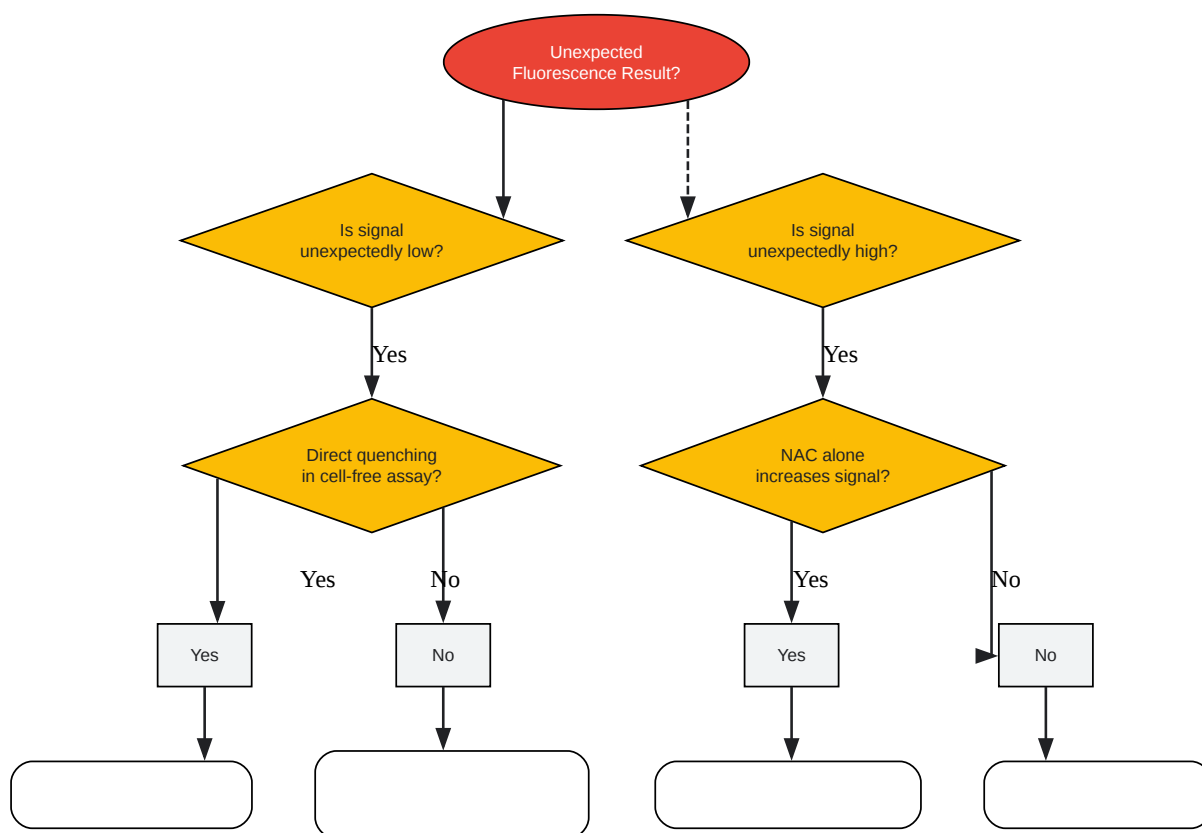 Unexpected
Fluorescence Result?
Is signal
unexpectedly low?
Is signal
unexpectedly high?
Yes
Yes
Direct quenching
in cell-free assay?
NAC alone
increases signal?
Yes
No
Yes
No
Yes
No
Yes
No